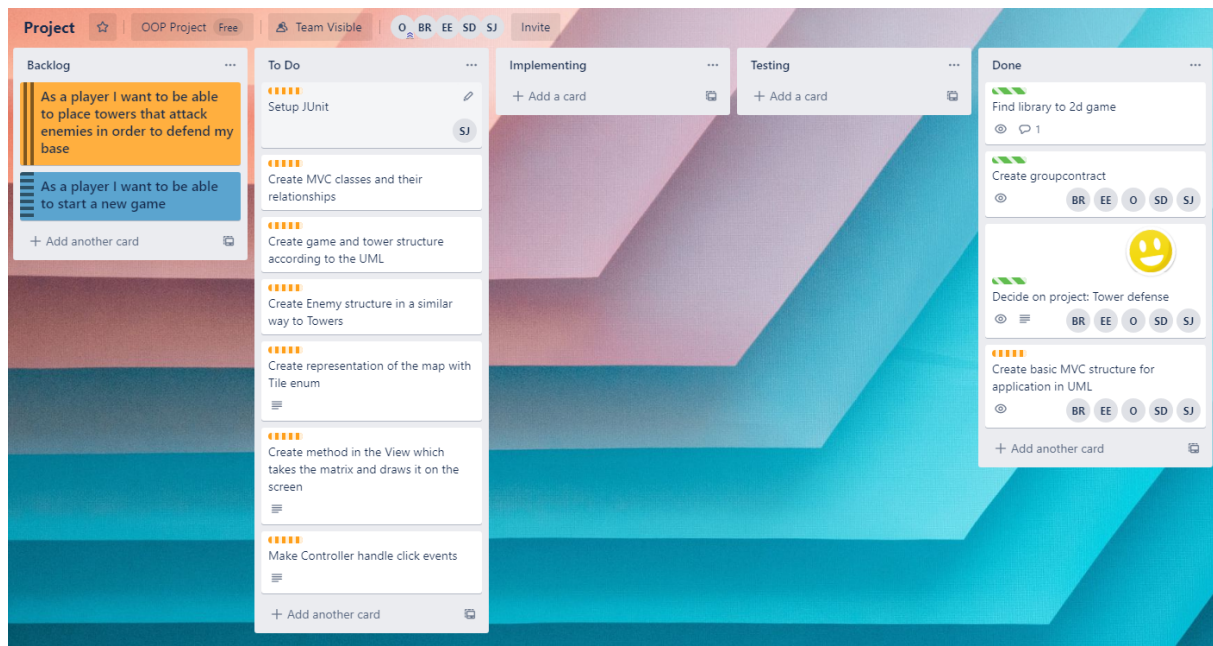 Project
OOP Project Free
Team Visible
O BR EE SD SJ
Invite
Backlog
As a player I want to be able
to place towers that attack
enemies in order to defend my
base
As a player I want to be able
to start a new game
+ Add another card
To Do
Setup JUnit
SJ
Create MVC classes and their
relationships
Create game and tower structure
according to the UML
Create Enemy structure in a similar
way to Towers
Create representation of the map with
Tile enum
Create method in the View which
takes the matrix and draws it on the
screen
Make Controller handle click events
+ Add another card
Implementing
+ Add a card
Testing
+ Add a card
Done
Find library to 2d game
1
Create groupcontract
BR EE O SD SJ
Decide on project: Tower defense
BR EE O SD SJ
Create basic MVC structure for
application in UML
BR EE O SD SJ
+ Add another card